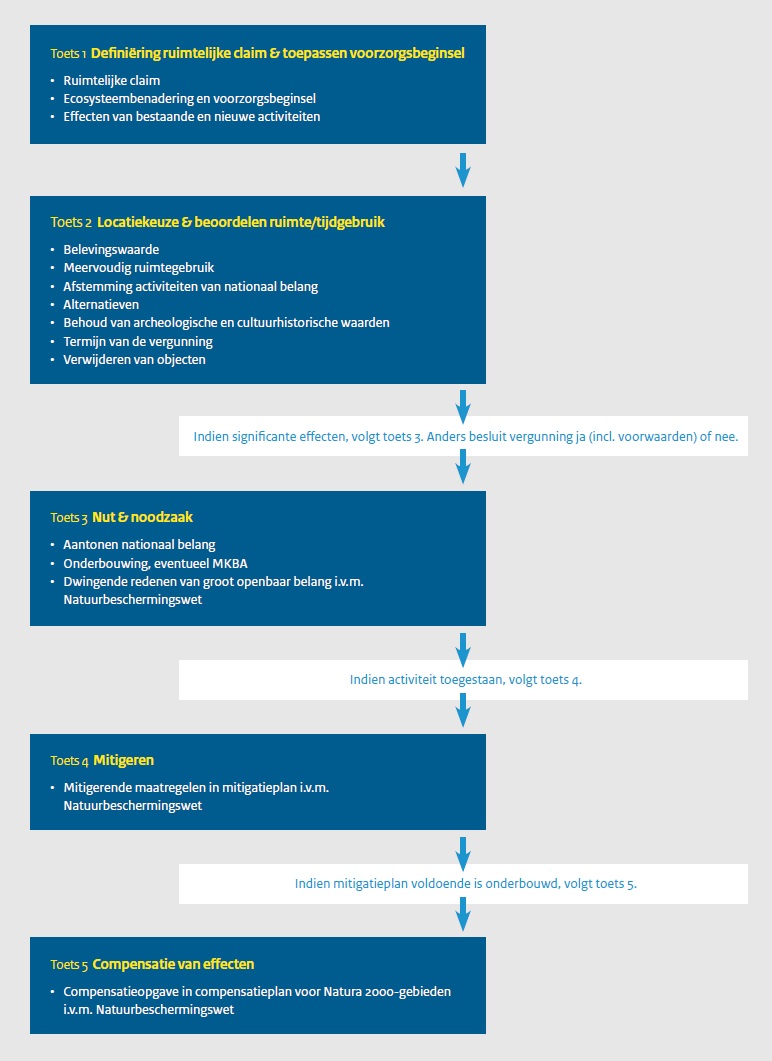 Toets 1 Definiëring ruimtelijke claim & toepassen voorzorgsbeginsel
• Ruimtelijke claim
• Ecosysteembenadering en voorzorgsbeginsel
• Effecten van bestaande en nieuwe activiteiten
Toets 2 Locatiekeuze & beoordelen ruimte/tijdgebruik
• Belevingswaarde
• Meervoudig ruimtegebruik
• Afstemming activiteiten van nationaal belang
• Alternatieven
• Behoud van archeologische en cultuurhistorische waarden
• Termijn van de vergunning
• Verwijderen van objecten
Indien significante effecten, volgt toets 3. Anders besluit vergunning ja (incl. voorwaarden) of nee.
Toets 3 Nut & noodzaak
• Aantonen nationaal belang
• Onderbouwing, eventueel MKBA
• Dwingende redenen van groot openbaar belang i.v.m.
Natuurbeschermingswet
Indien activiteit toegestaan, volgt toets 4.
Toets 4 Mitigeren
• Mitigerende maatregelen in mitigatieplan i.v.m.
Natuurbeschermingswet
Indien mitigatieplan voldoende is onderbouwd, volgt toets 5.
Toets 5 Compensatie van effecten
• Compensatieopgave in compensatieplan voor Natura 2000-gebieden
i.v.m. Natuurbeschermingswet